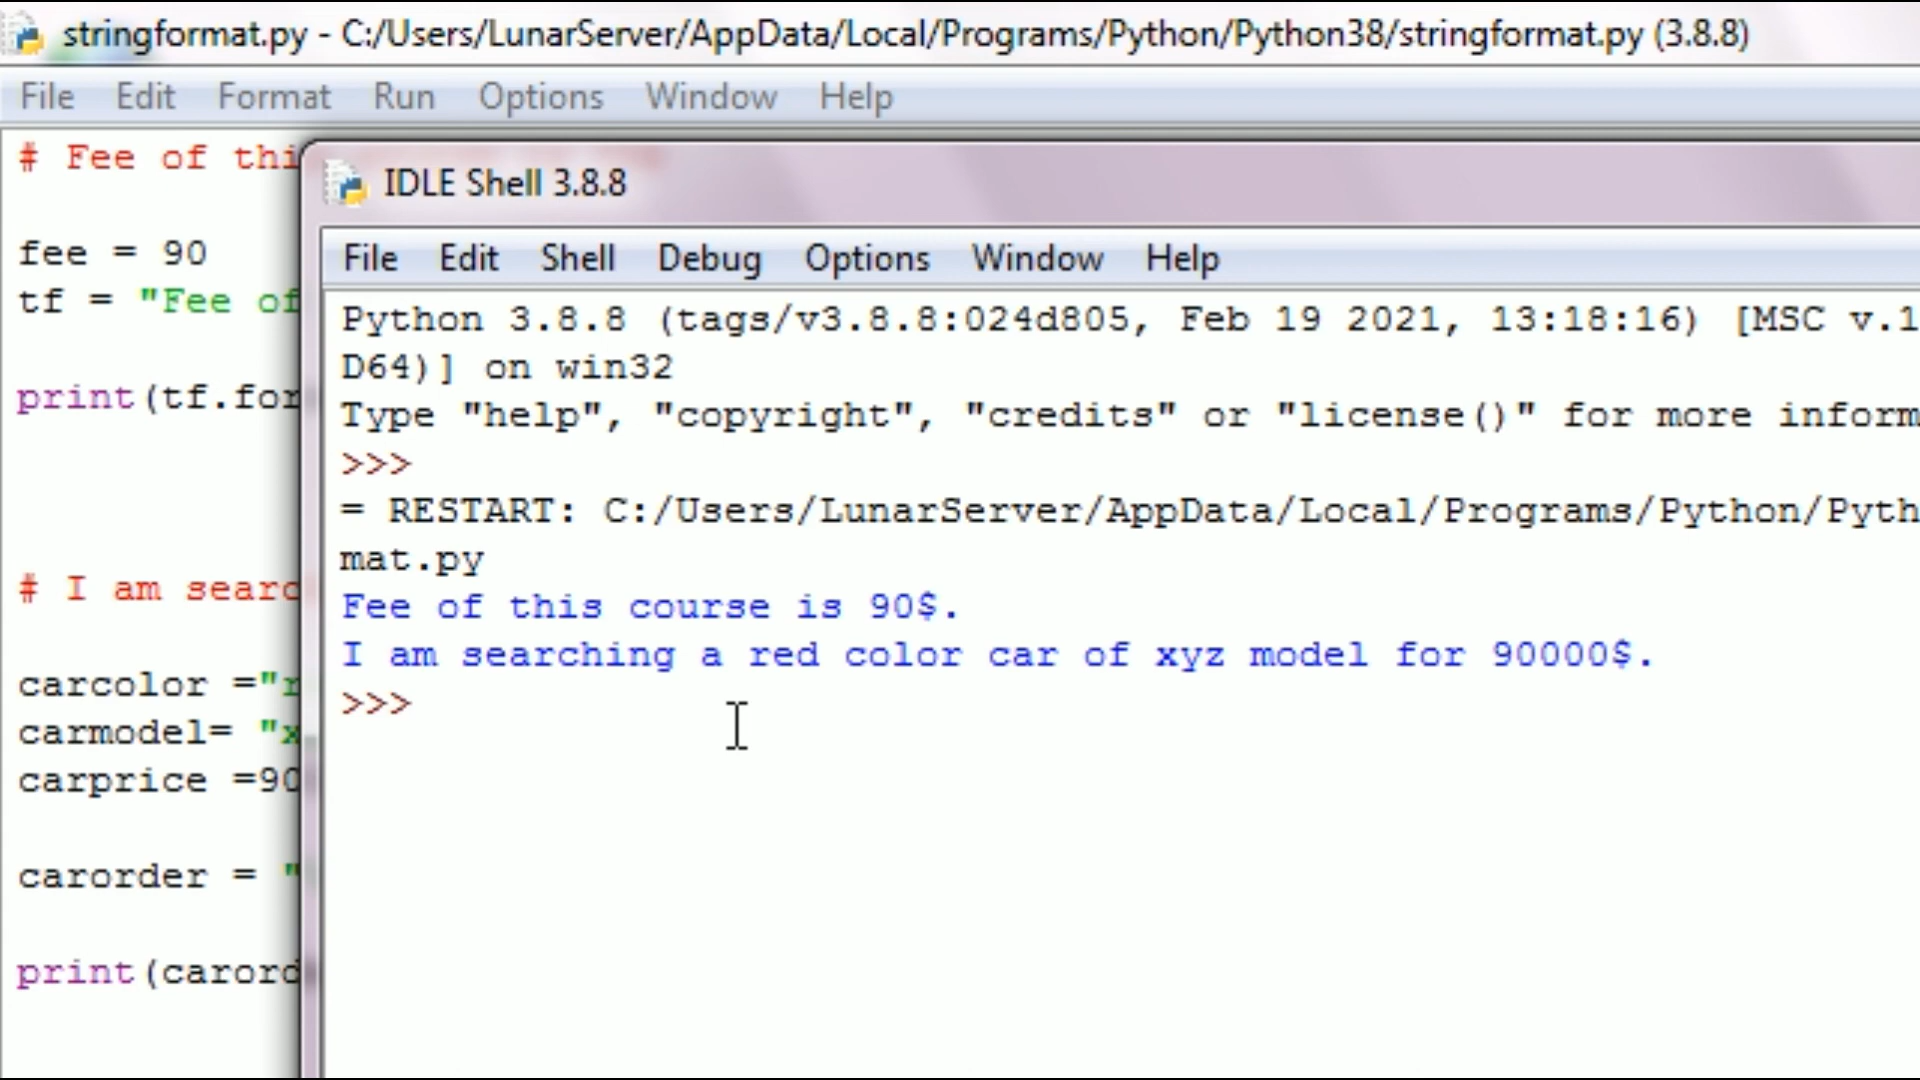 stringformat.py - C:/Users/LunarServer/AppData/Local/Programs/Python/Python38/stringformat.py (3.8.8)
File Edit Format Run Options Window Help
# Fee of thi
fee = 90
tf = "Fee of
print(tf.for
# I am searc
carcolor ="r
carmodel= "x
carprice =90
carorder = "
print(carord
IDLE Shell 3.8.8
File Edit Shell Debug Options Window Help
Python 3.8.8 (tags/v3.8.8:024d805, Feb 19 2021, 13:18:16) [MSC v.1
D64)] on win32
Type "help", "copyright", "credits" or "license()" for more inform
>>>
= RESTART: C:/Users/LunarServer/AppData/Local/Programs/Python/Pyth
mat.py
Fee of this course is 90$.
I am searching a red color car of xyz model for 90000$.
>>>